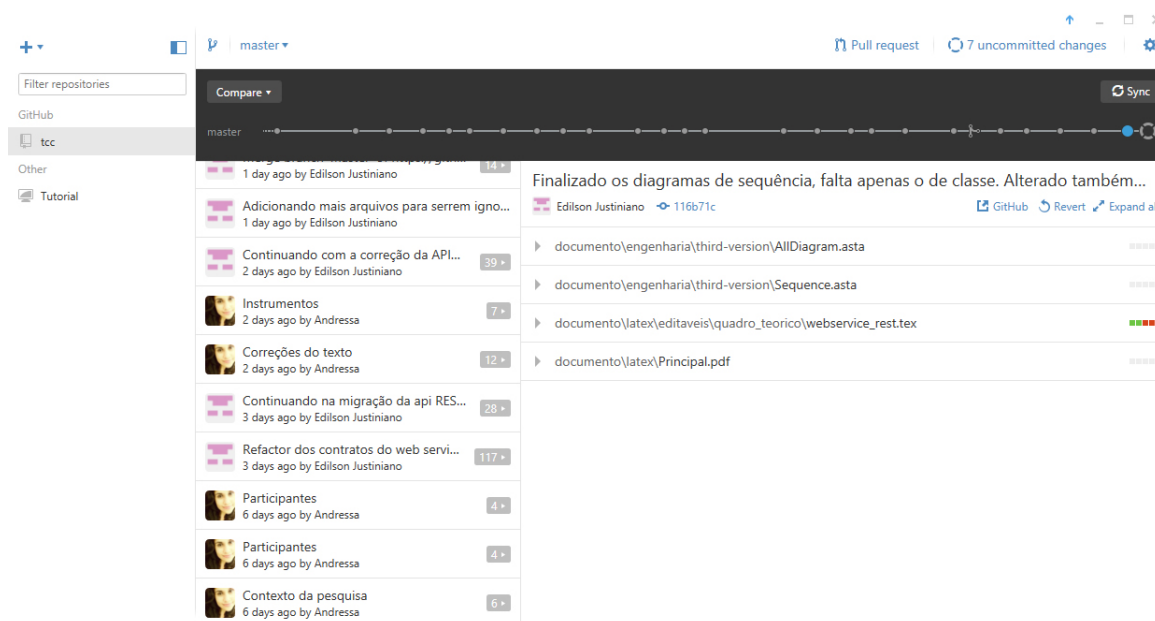 master
Pull request
7 uncommitted changes
Filter repositories
GitHub
tcc
Other
Tutorial
Compare
Sync
master
14
1 day ago by Edilson Justiniano
Adicionando mais arquivos para serrem igno...
1 day ago by Edilson Justiniano
Continuando com a correção da API...
39
2 days ago by Edilson Justiniano
Instrumentos
7
2 days ago by Andressa
Correções do texto
12
2 days ago by Andressa
Continuando na migração da api RES...
28
3 days ago by Edilson Justiniano
Refactor dos contratos do web servi...
117
3 days ago by Edilson Justiniano
Participantes
4
6 days ago by Andressa
Participantes
4
6 days ago by Andressa
Contexto da pesquisa
6
6 days ago by Andressa
Finalizado os diagramas de sequência, falta apenas o de classe. Alterado também...
Edilson Justiniano 116b71c
GitHub Revert Expand al
documento\engenharia\third-version\AllDiagram.asta
documento\engenharia\third-version\Sequence.asta
documento\latex\editaveis\quadro_teorico\webservice_rest.tex
documento\latex\Principal.pdf